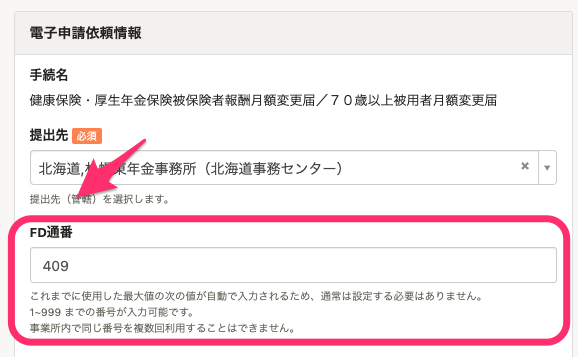 電子申請依頼情報
手続名
健康保険・厚生年金保険被保険者報酬月額変更届／７０歳以上被用者月額変更届
提出先 必須
北海道,札幌東年金事務所（北海道事務センター） ×
提出先（管轄）を選択します。
FD通番
409
これまでに使用した最大値の次の値が自動で入力されるため、通常は設定する必要はありません。
1~999 までの番号が入力可能です。
事業所内で同じ番号を複数回利用することはできません。